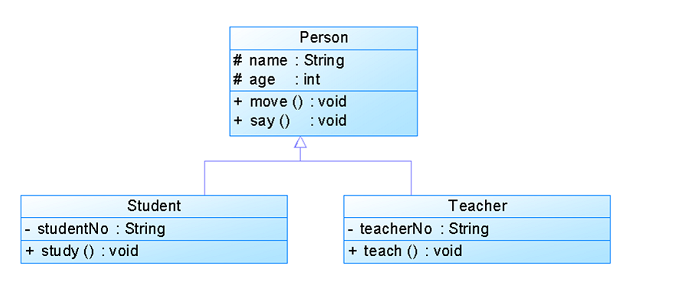 Person
# name : String
# age : int
+ move () : void
+ say () : void
Student
- studentNo : String
+ study () : void
Teacher
- teacherNo : String
+ teach () : void